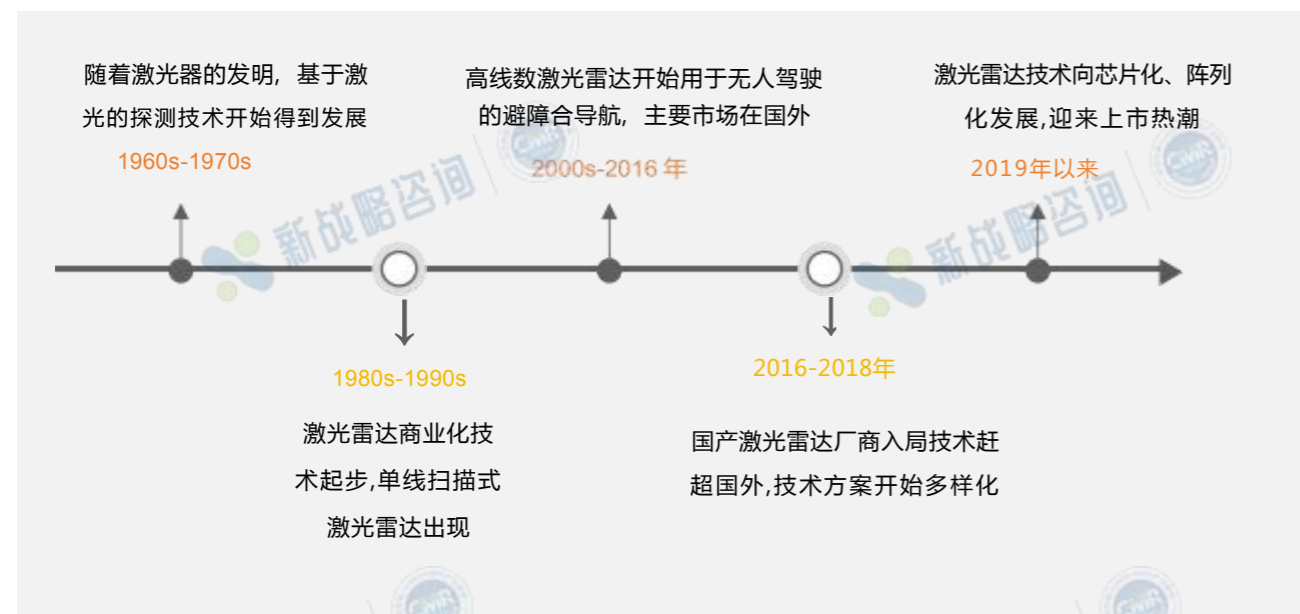 随着激光器的发明，基于激
光的探测技术开始得到发展
1960s-1970s
高线数激光雷达开始用于无人驾驶
的避障合导航，主要市场在国外
2000s-2016 年
激光雷达技术向芯片化、阵列
化发展,迎来上市热潮
2019年以来
新战略咨询
新战略咨询
1980s-1990s
激光雷达商业化技
术起步,单线扫描式
激光雷达出现
2016-2018年
国产激光雷达厂商入局技术赶
超国外,技术方案开始多样化